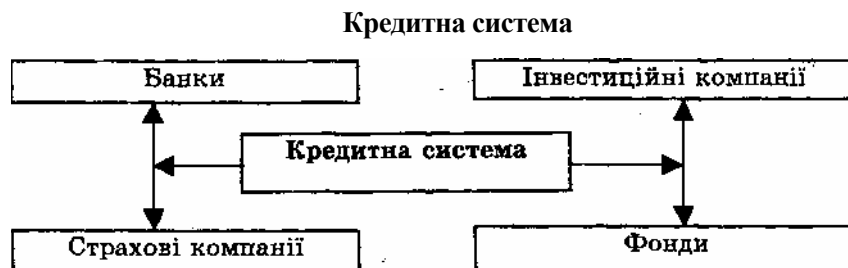 Кредитна система
Банки
Інвестиційні компанії
Кредитна система
Страхові компанії
Фонди